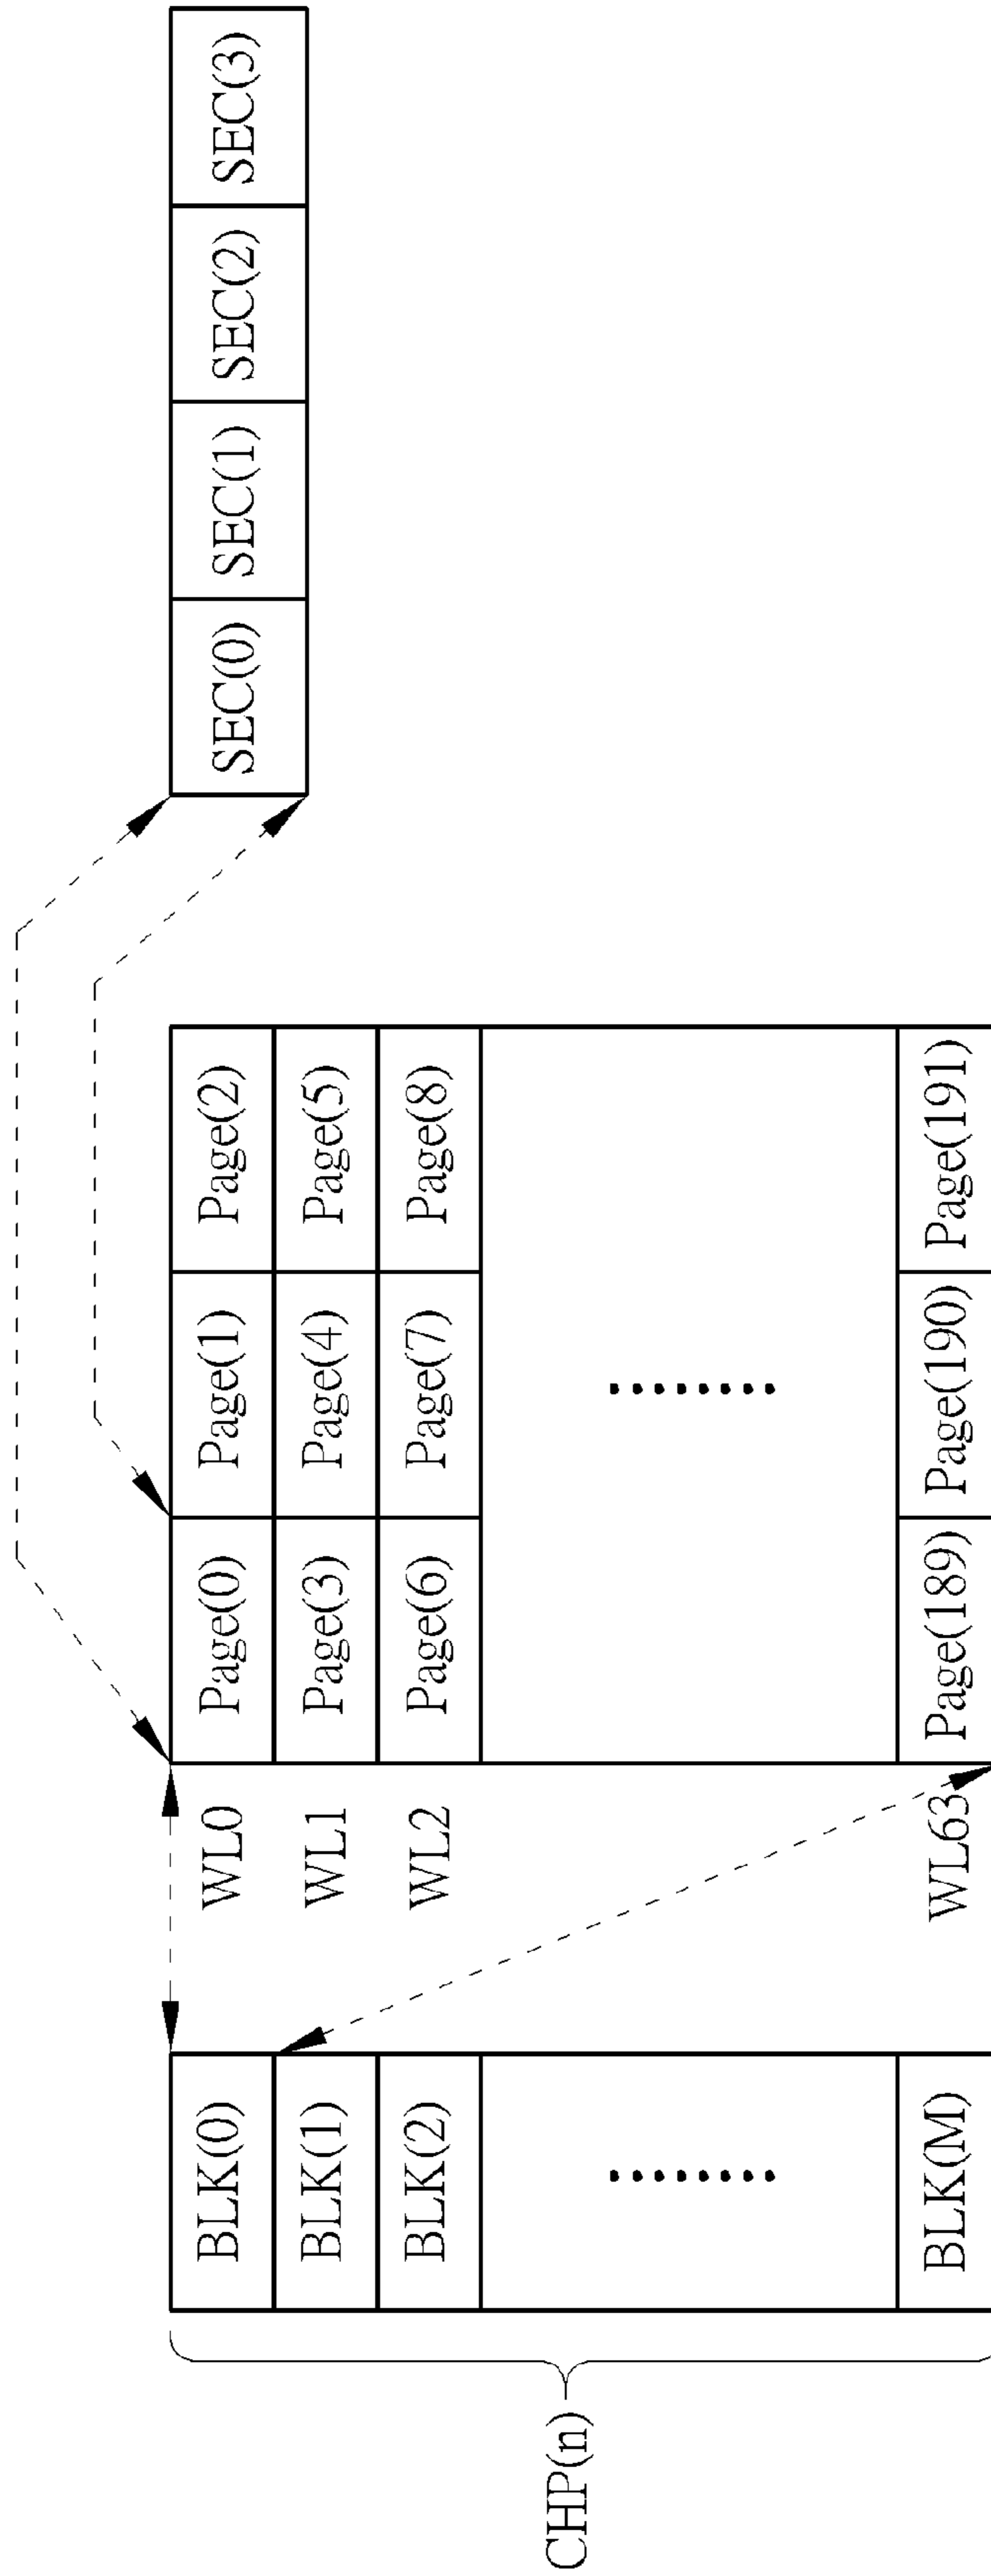 CHP(n)
BLK(0)
BLK(1)
BLK(2)
BLK(M)
WL0
WL1
WL2
WL63
Page(0) Page(1) Page(2)
Page(3) Page(4) Page(5)
Page(6) Page(7) Page(8)
Page(189) Page(190) Page(191)
SEC(0) SEC(1) SEC(2) SEC(3)